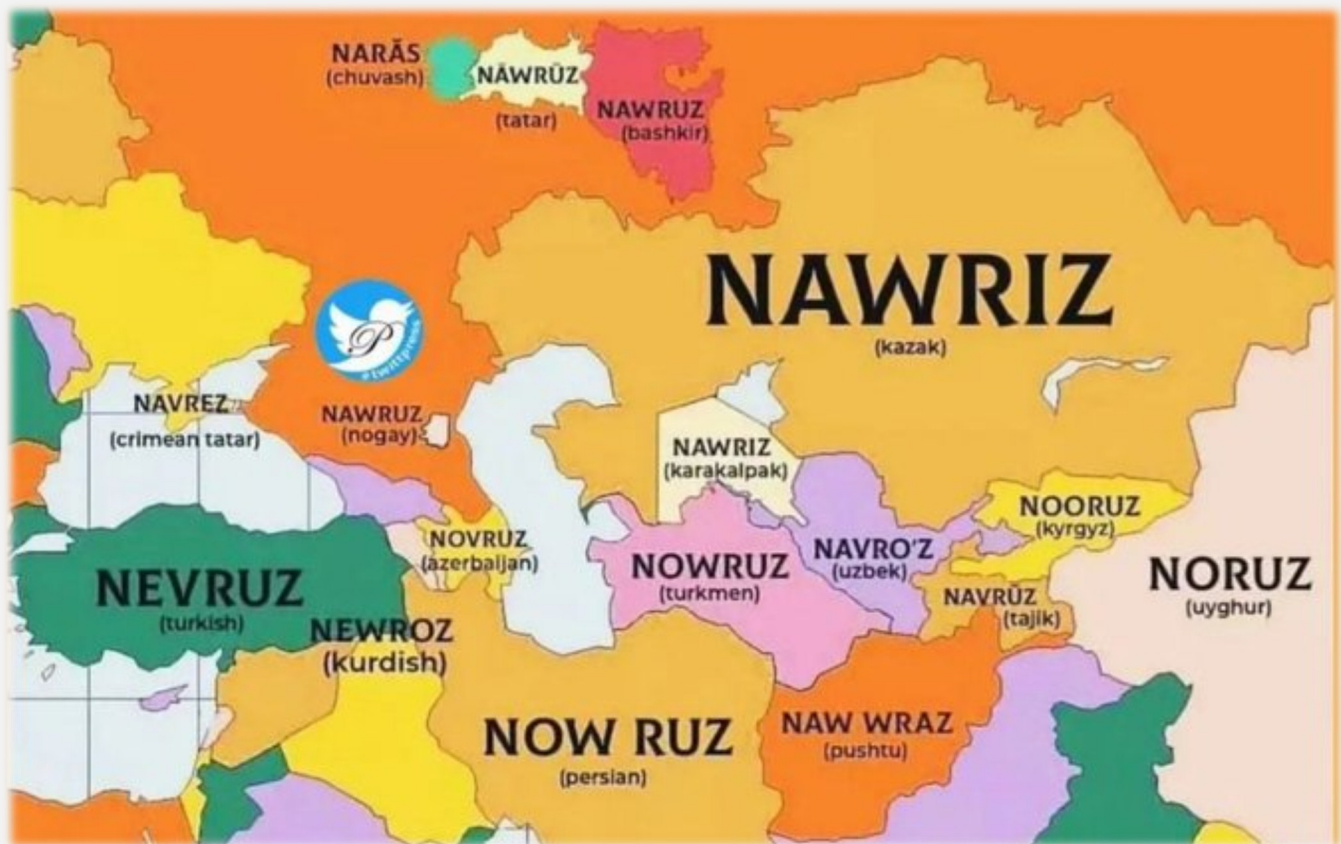 NARĂS
(chuvash)
NÄWRÜZ
(tatar)
NAWRUZ
(bashkir)
NAWRIZ
(kazak)
P
#twittpress
NAVREZ
(crimean tatar)
NAWRUZ
(nogay)
NAWRIZ
(karakalpak)
NOORUZ
(kyrgyz)
NOVRUZ
(azerbaijan)
NOWRUZ
(turkmen)
NAVRO'Z
(uzbek)
NAVRŪZ
(tajik)
NORUZ
(uyghur)
NEVRUZ
(turkish)
NEWROZ
(kurdish)
NOW RUZ
(persian)
NAW WRAZ
(pushtu)